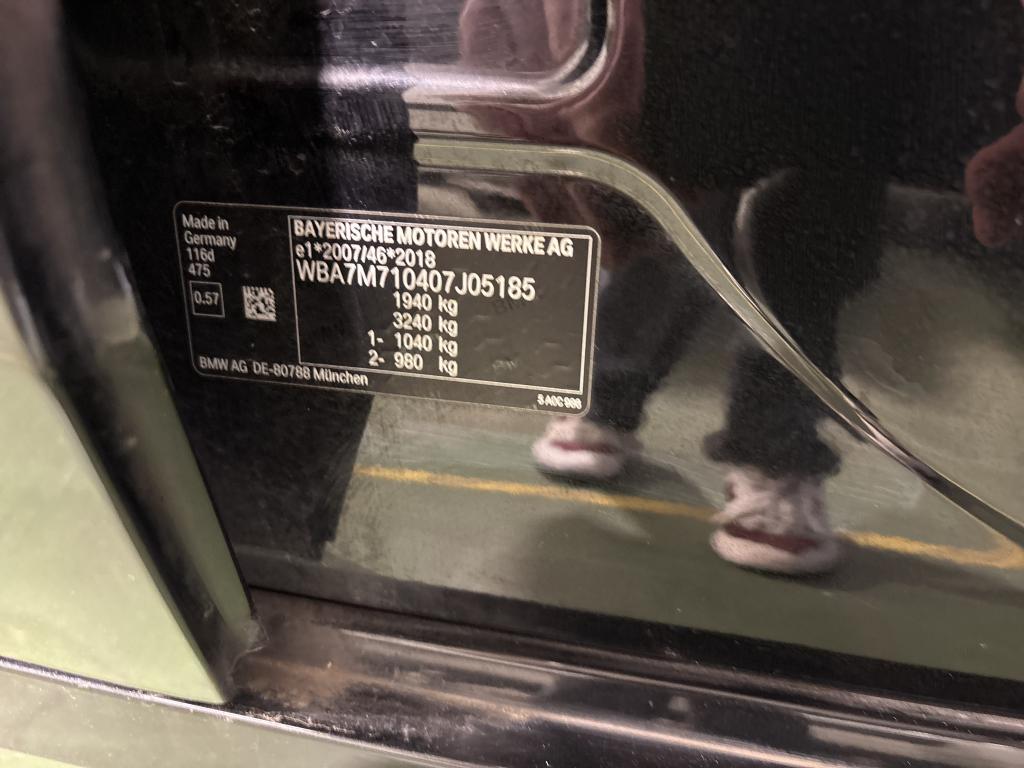 Made in
Germany
116d
475
0.57
BAYERISCHE MOTOREN WERKE AG
e1*2007/46*2018
WBA7M710407J05185
1940 kg
3240 kg
1- 1040 kg
2- 980 kg
BMW AG DE-80788 München